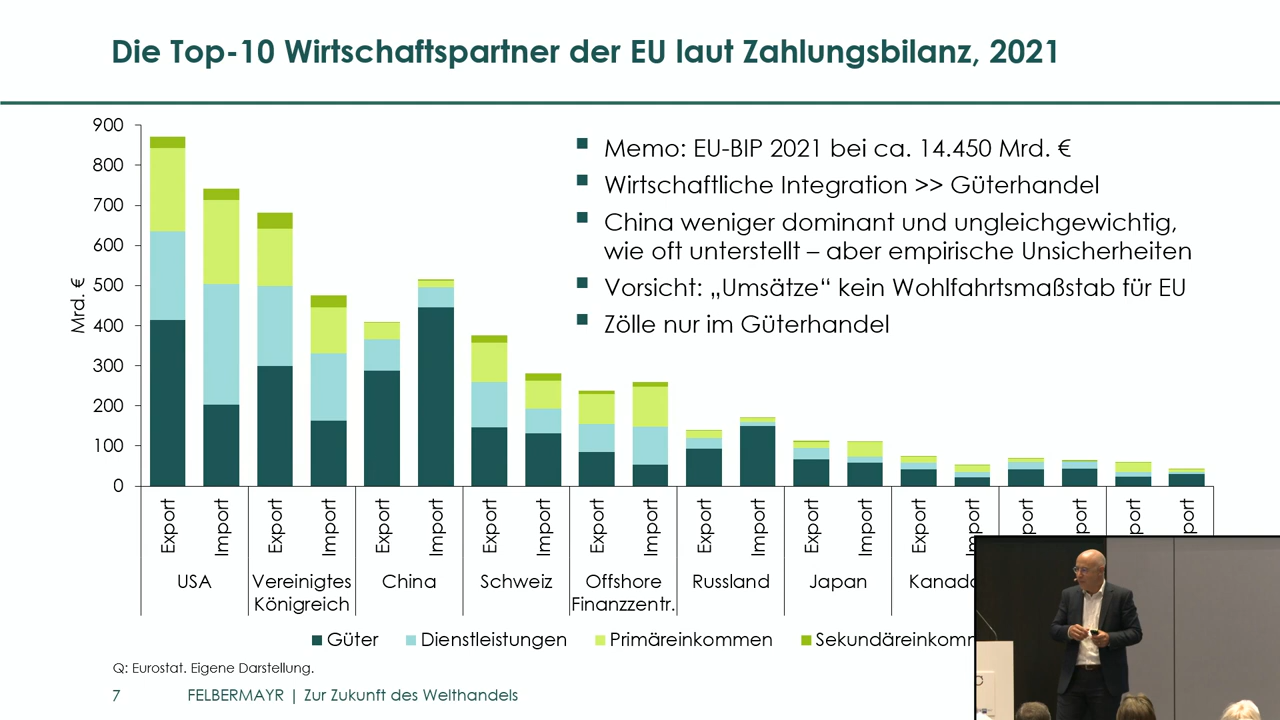 Die Top-10 Wirtschaftspartner der EU laut Zahlungsbilanz, 2021
900
800
700
600
500
400
300
200
100
0
Mrd. €
Memo: EU-BIP 2021 bei ca. 14.450 Mrd. €
Wirtschaftliche Integration >> Güterhandel
China weniger dominant und ungleichgewichtig,
wie oft unterstellt – aber empirische Unsicherheiten
Vorsicht: „Umsätze“ kein Wohlfahrtsmaßstab für EU
Zölle nur im Güterhandel
Export Import Export Import Export Import Export Import Export Import Export Import Export Import Export Import Export Import
USA Vereinigtes Königreich China Schweiz Offshore Finanzzentr. Russland Japan Kanada
Güter Dienstleistungen Primäreinkommen Sekundäreinkomm
Q: Eurostat. Eigene Darstellung.
7 FELBERMAYR | Zur Zukunft des Welthandels